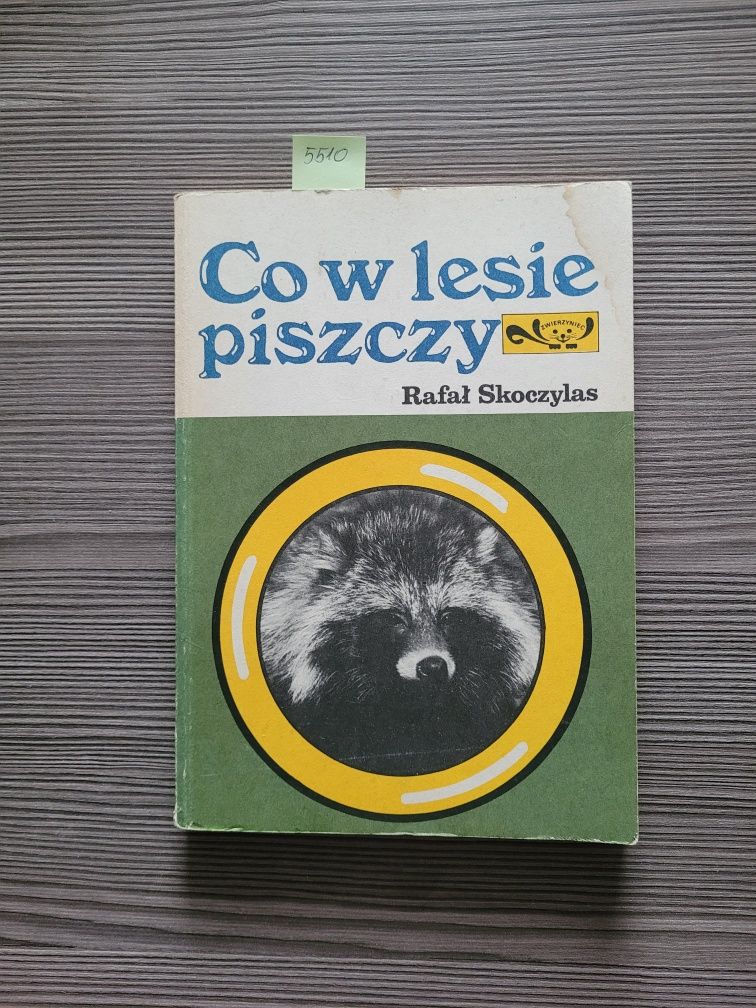 5510
Co w lesie
piszczy
ZWIERZYNIEC
Rafał Skoczylas